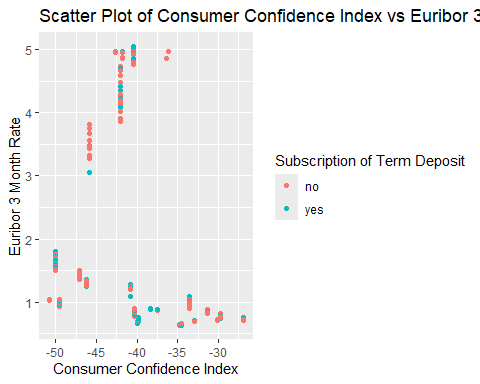 Scatter Plot of Consumer Confidence Index vs Euribor 3
Euribor 3 Month Rate
5
4
3
2
1
-50 -45 -40 -35 -30
Consumer Confidence Index
Subscription of Term Deposit
no
yes